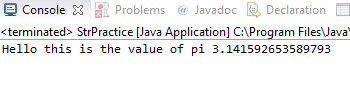 Console Problems @ Javadoc Declaration
<terminated> StrPractice [Java Application] C:\Program Files\Java\
Hello this is the value of pi 3.141592653589793